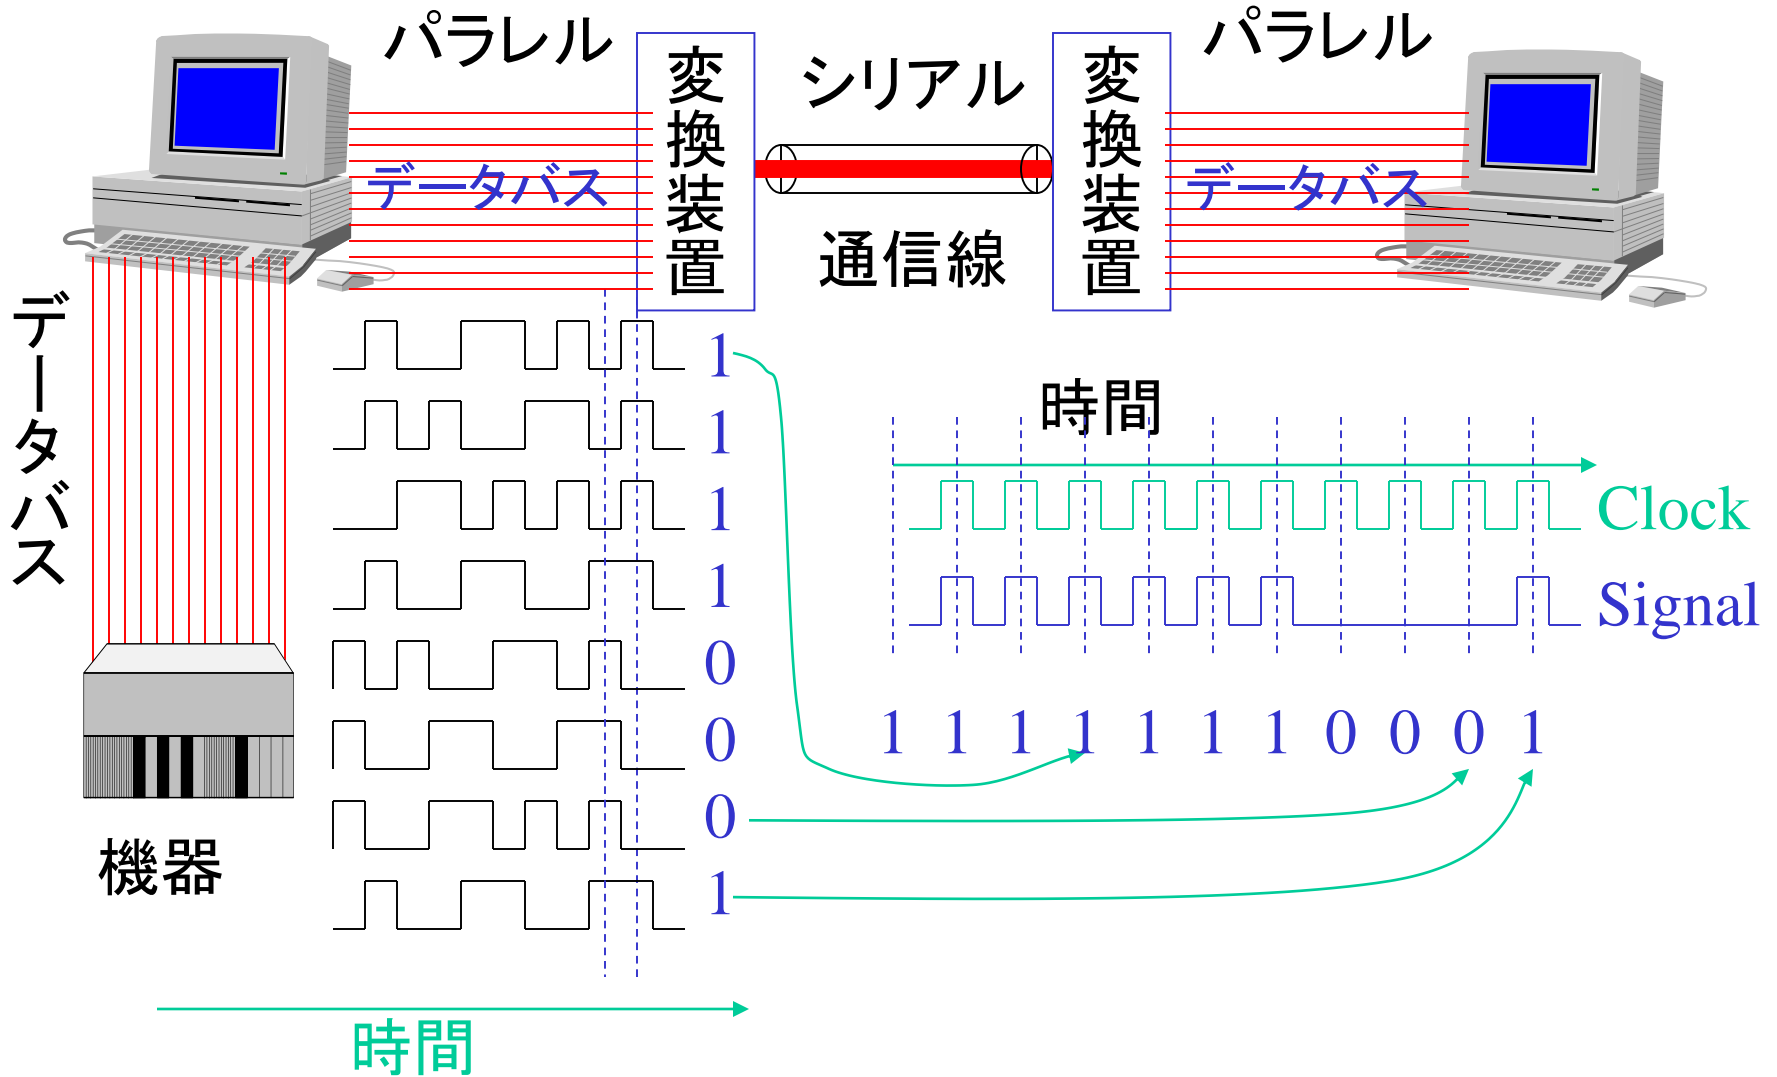 パラレル
変換装置
シリアル
変換装置
パラレル
データバス
データバス
通信線
データバス
1
1
1
1
0
0
0
1
時間
Clock
Signal
1 1 1 1 1 1 1 0 0 0 1
機器
時間